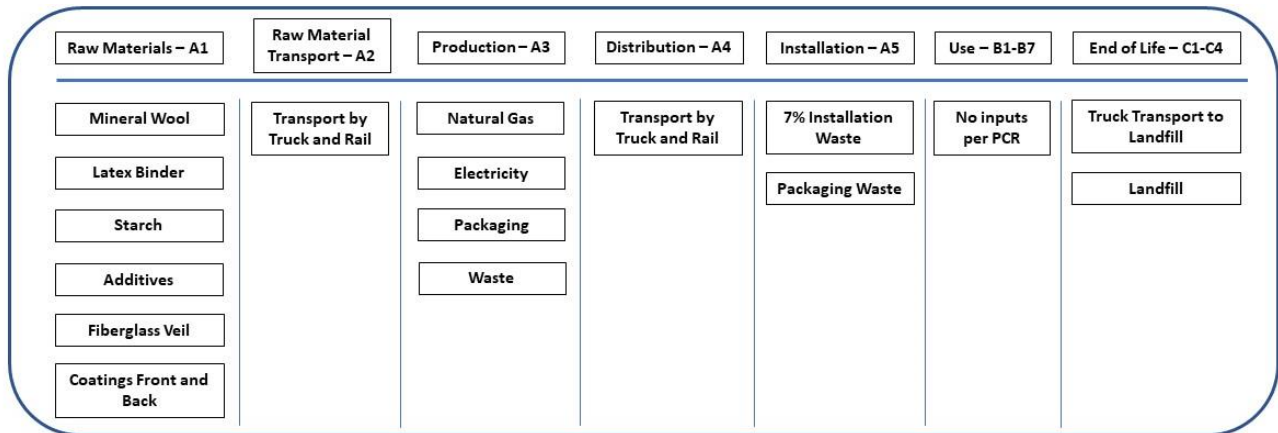 Raw Materials – A1
Raw Material
Transport – A2
Production – A3
Distribution – A4
Installation – A5
Use – B1-B7
End of Life – C1-C4
Mineral Wool
Latex Binder
Starch
Additives
Fiberglass Veil
Coatings Front and
Back
Transport by
Truck and Rail
Natural Gas
Electricity
Packaging
Waste
Transport by
Truck and Rail
7% Installation
Waste
Packaging Waste
No inputs
per PCR
Truck Transport to
Landfill
Landfill